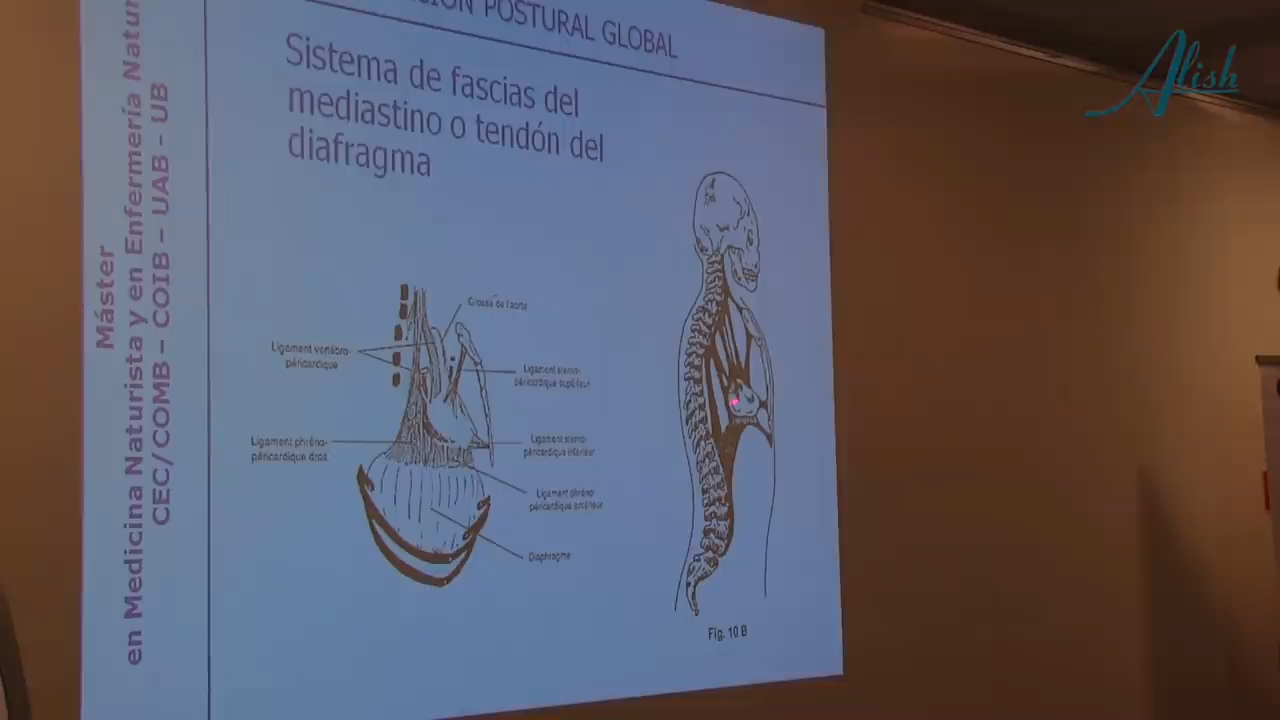 POSTURAL GLOBAL
Alish
Sistema de fascias del
mediastino o tendón del
diafragma
Máster
en Medicina Naturista y en Enfermería
CEC/COMB – COIB – UAB - UB
Crosse de l'aorte
Ligament vertébro-
péricardique
Ligament sterno-
péricardique supérieur
Ligament phréno-
péricardique droit
Ligament sterno-
péricardique inférieur
Ligament phréno
péricardique antérieur
Diaphragme
Fig. 10 B